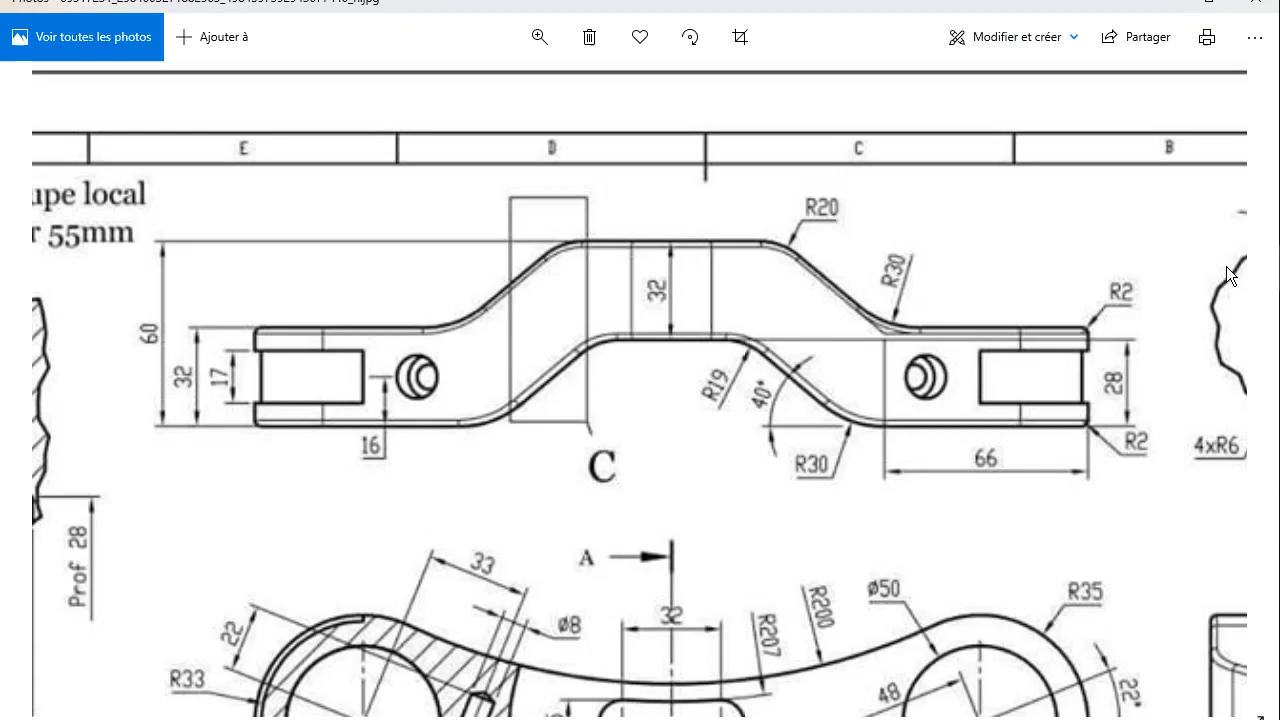 Voir toutes les photos
Ajouter à
Modifier et créer
Partager
E
D
C
B
upe local
r 55mm
R20
R30
R2
60
32
17
16
32
R19
40°
R30
28
R2
66
4xR6
C
Prof 28
A
33
22
ø8
32
R207
R200
ø50
R35
R33
48
22°